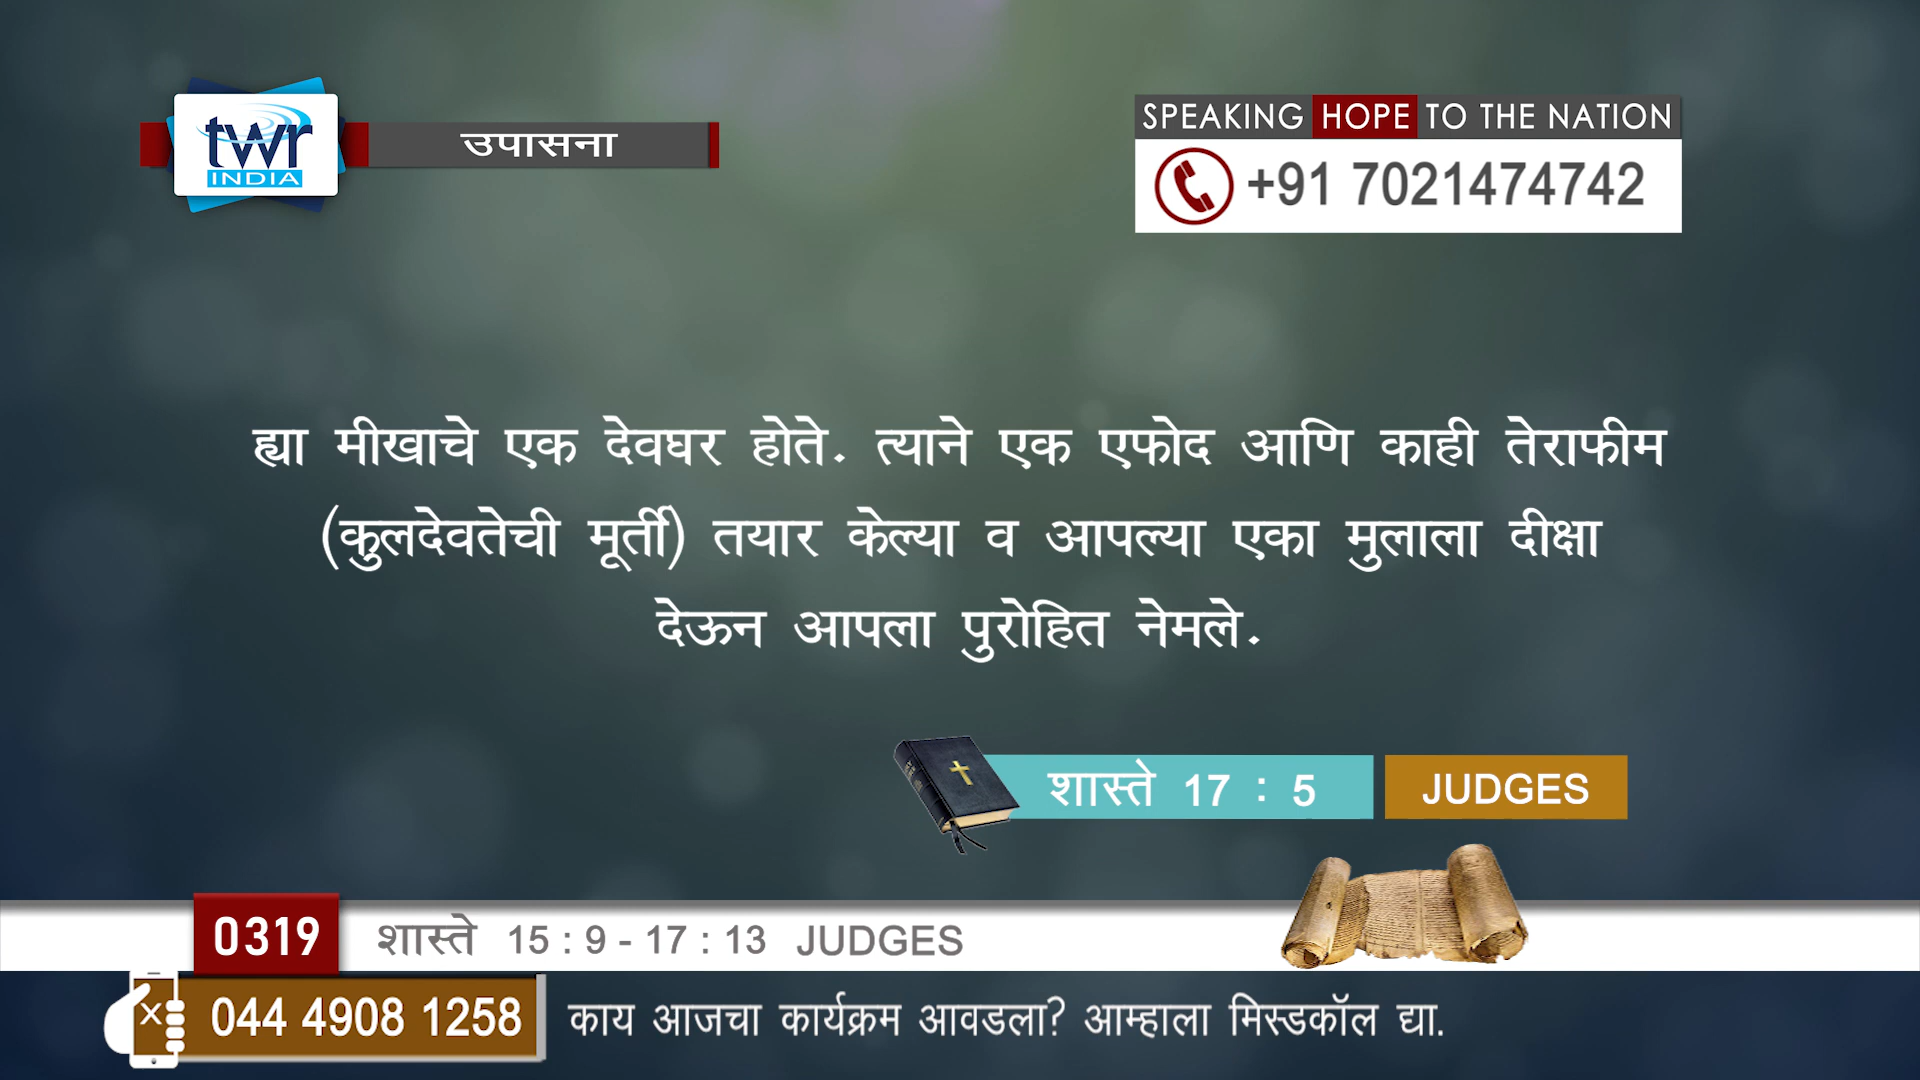 twr
INDIA
उपासना
SPEAKING HOPE TO THE NATION
+91 7021474742
ह्या मीखाचे एक देवघर होते. त्याने एक एफोद आणि काही तेराफीम
(कुलदेवतेची मूर्ती) तयार केल्या व आपल्या एका मुलाला दीक्षा
देऊन आपला पुरोहित नेमले.
शास्ते 17 : 5 JUDGES
0319 शास्ते 15 : 9 - 17 : 13 JUDGES
044 4908 1258 काय आजचा कार्यक्रम आवडला? आम्हाला मिस्डकॉल द्या.